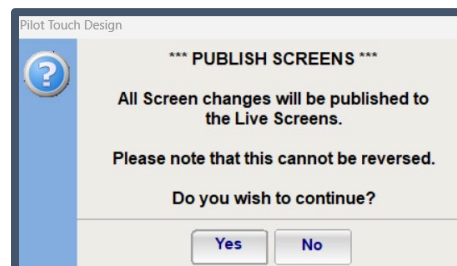 Pilot Touch Design
*** PUBLISH SCREENS ***
All Screen changes will be published to
the Live Screens.
Please note that this cannot be reversed.
Do you wish to continue?
Yes
No